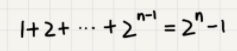 1+2+ ··· +2^{n-1} = 2^n - 1